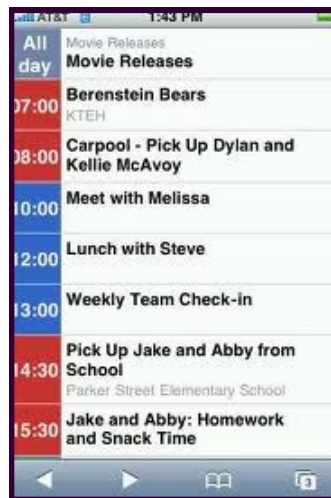 AT&T 1:43 PM
All day
Movie Releases
Movie Releases
07:00
Berenstein Bears
KTEH
08:00
Carpool - Pick Up Dylan and
Kellie McAvoy
10:00
Meet with Melissa
12:00
Lunch with Steve
13:00
Weekly Team Check-in
14:30
Pick Up Jake and Abby from
School
Parker Street Elementary School
15:30
Jake and Abby: Homework
and Snack Time
3